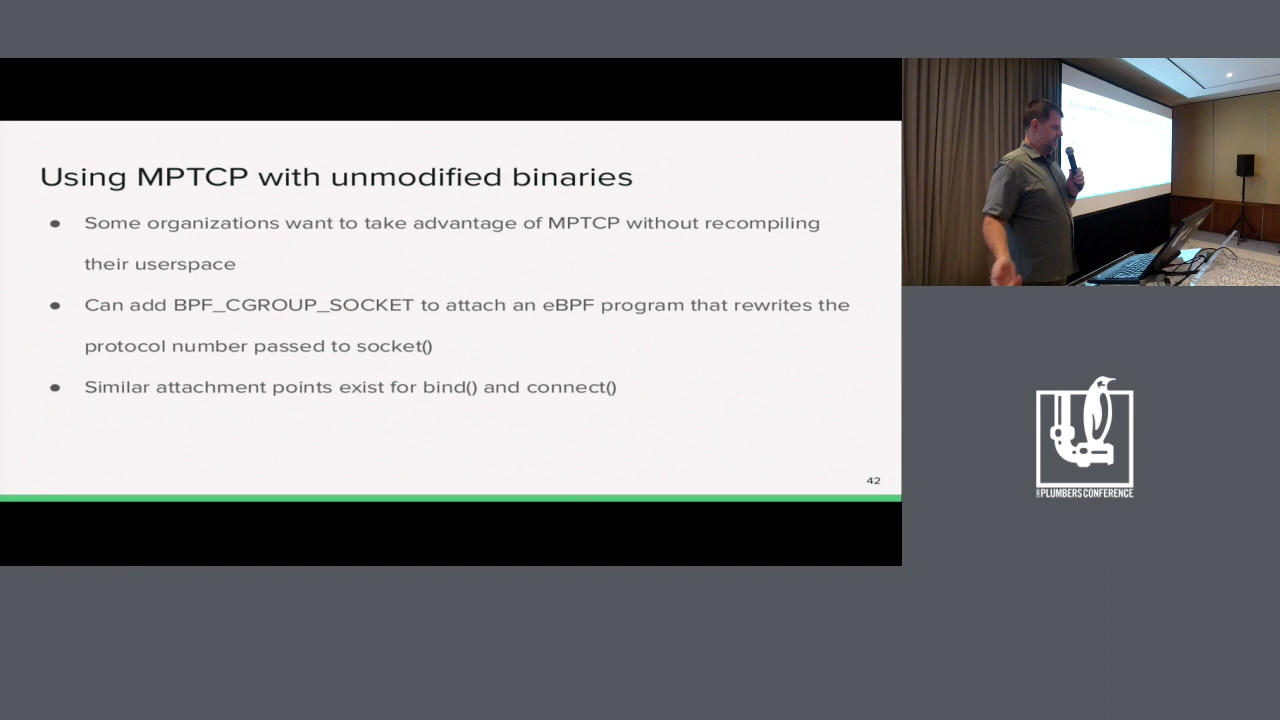 Using MPTCP with unmodified binaries
● Some organizations want to take advantage of MPTCP without recompiling
their userspace
● Can add BPF_CGROUP_SOCKET to attach an eBPF program that rewrites the
protocol number passed to socket()
● Similar attachment points exist for bind() and connect()
42
PLUMBERS CONFERENCE